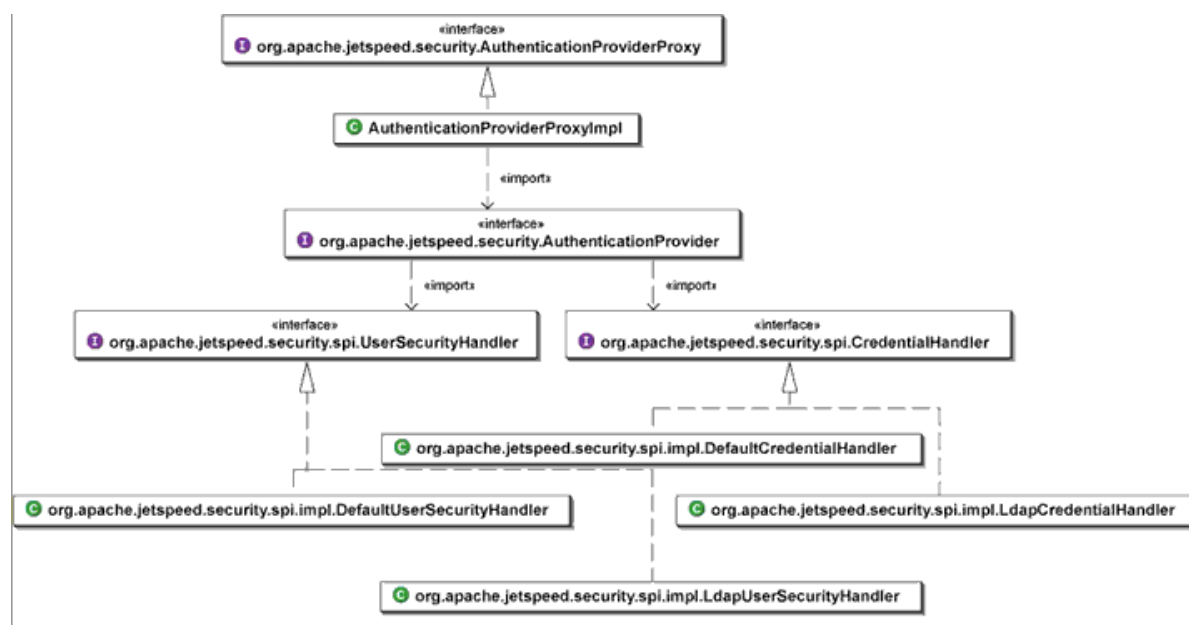 «interface»
I org.apache.jetspeed.security.AuthenticationProviderProxy
C AuthenticationProviderProxyImpl
«import»
«interface»
I org.apache.jetspeed.security.AuthenticationProvider
«import» «import»
«interface» «interface»
I org.apache.jetspeed.security.spi.UserSecurityHandler I org.apache.jetspeed.security.spi.CredentialHandler
C org.apache.jetspeed.security.spi.impl.DefaultCredentialHandler
C org.apache.jetspeed.security.spi.impl.DefaultUserSecurityHandler C org.apache.jetspeed.security.spi.impl.LdapCredentialHandler
C org.apache.jetspeed.security.spi.impl.LdapUserSecurityHandler